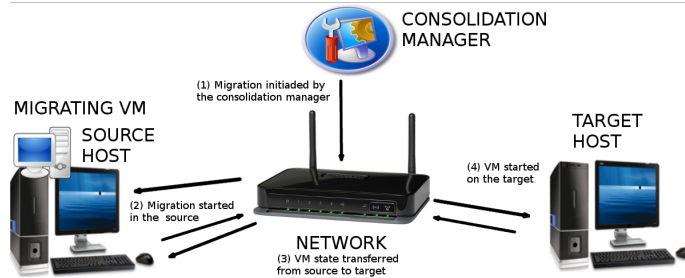 CONSOLIDATION
MANAGER
(1) Migration initiaded by
the consolidation manager
MIGRATING VM
SOURCE
HOST
TARGET
HOST
(4) VM started
on the target
(2) Migration started
in the source
NETWORK
(3) VM state transferred
from source to target